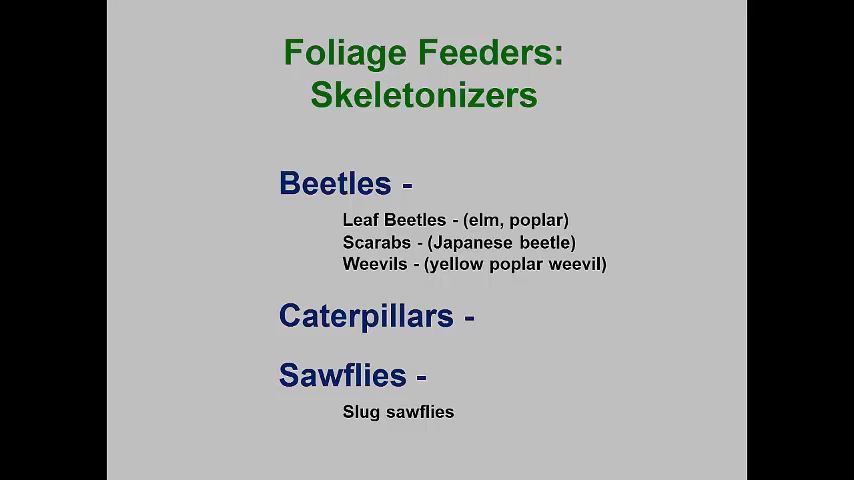 Foliage Feeders:
Skeletonizers
Beetles -
Leaf Beetles - (elm, poplar)
Scarabs - (Japanese beetle)
Weevils - (yellow poplar weevil)
Caterpillars -
Sawflies -
Slug sawflies